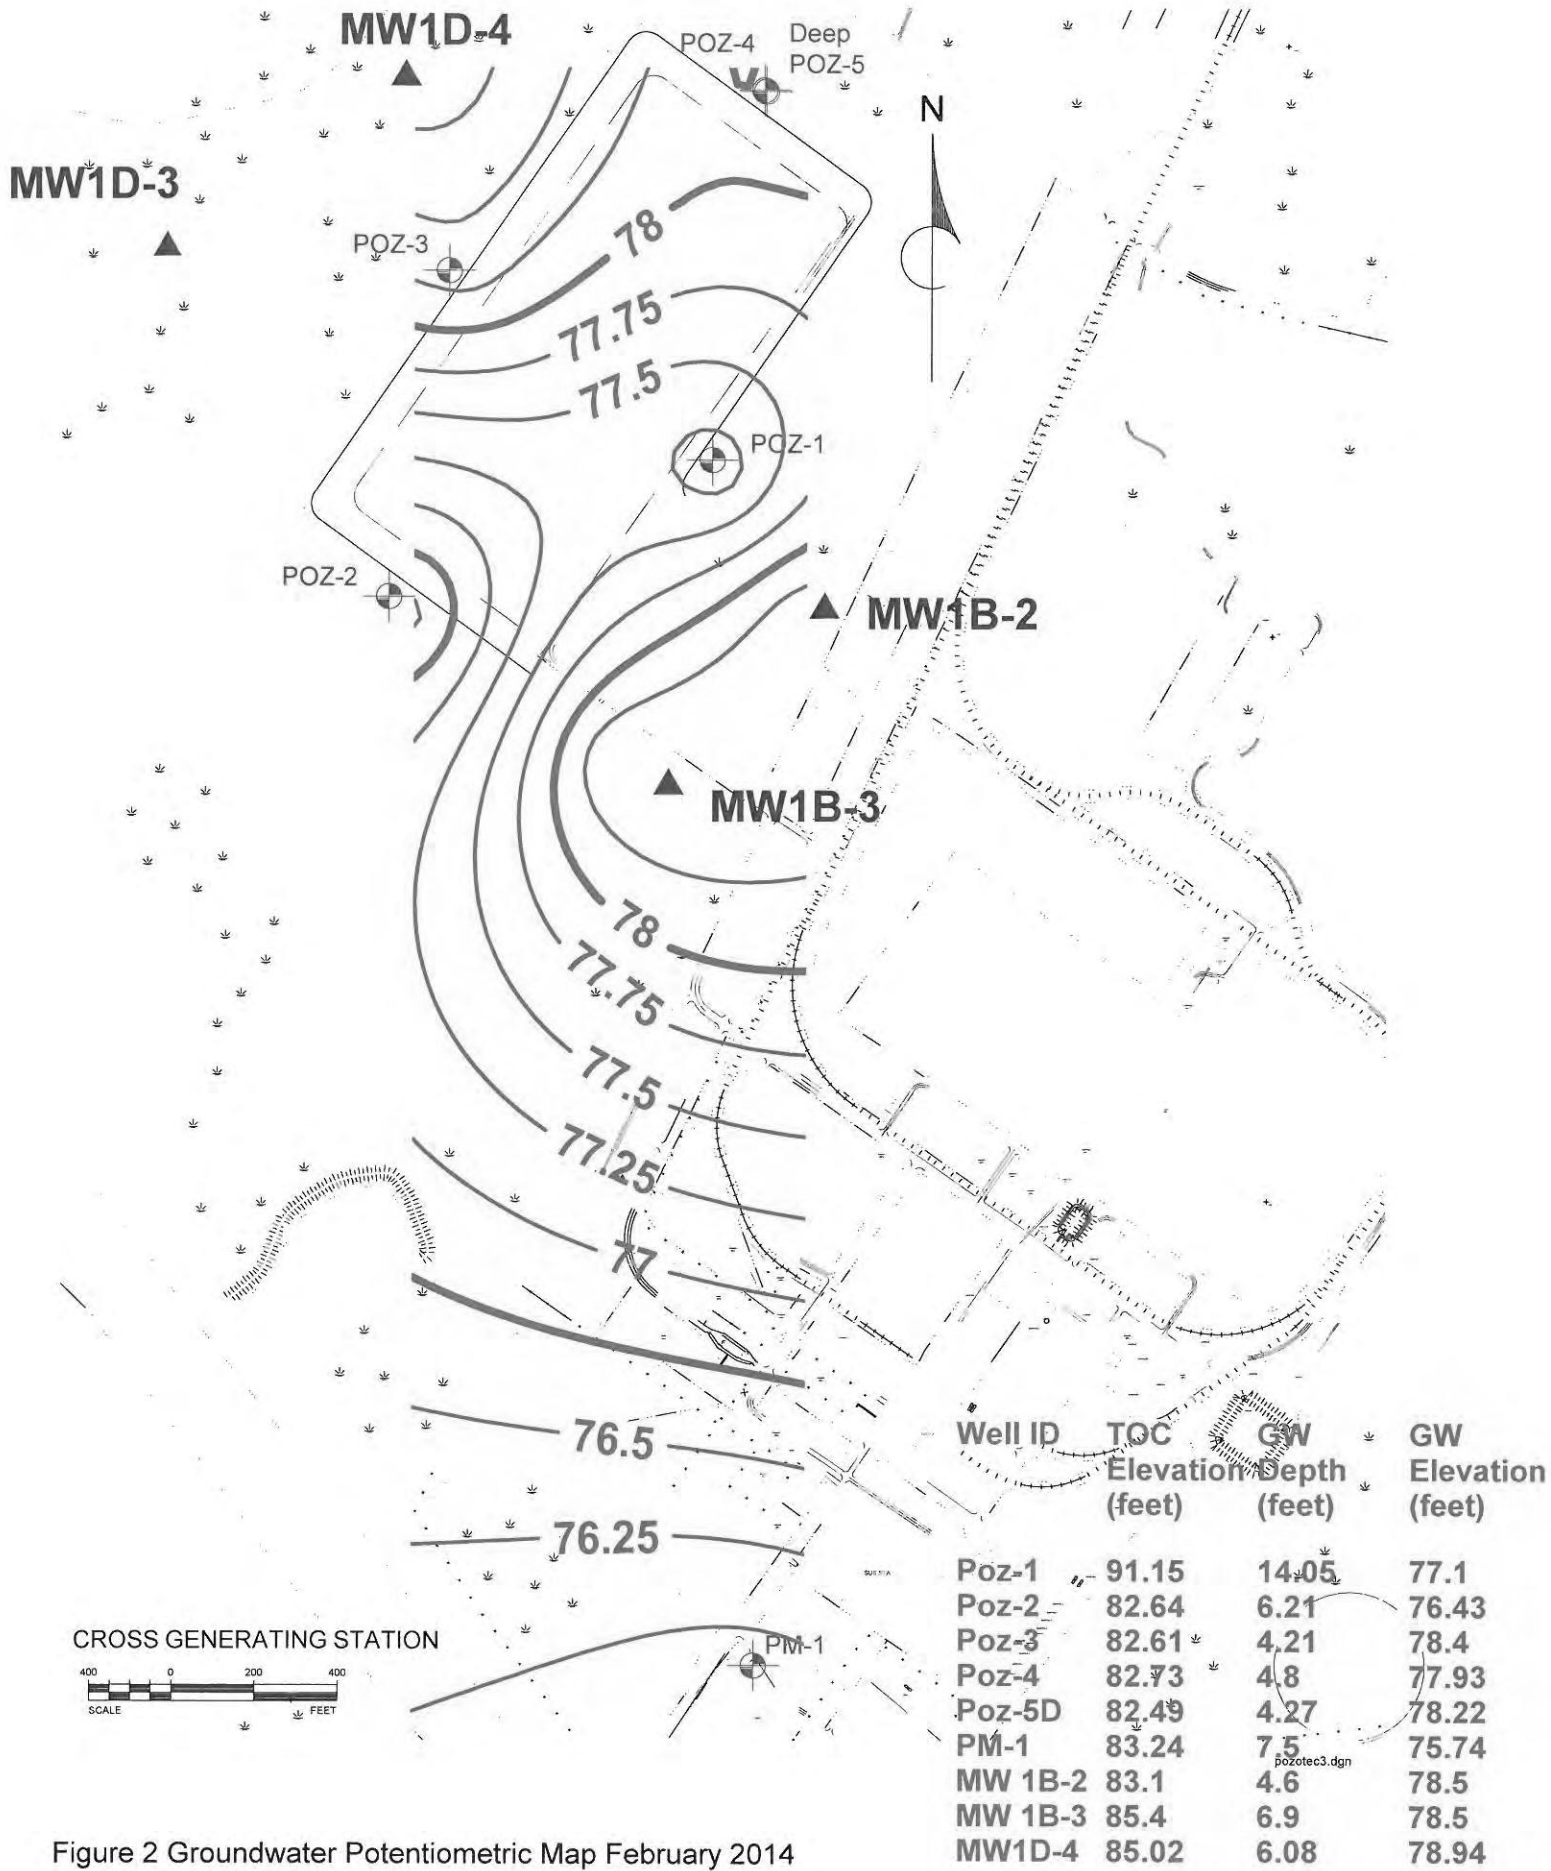 MW1D-4
POZ-4
Deep
POZ-5
N
MW1D-3
POZ-3
78
77.75
77.5
POZ-1
POZ-2
MW1B-2
MW1B-3
78
77.75
77.5
77.25
77
76.5
76.25
PM-1
CROSS GENERATING STATION
400 0 200 400
SCALE FEET
Well ID TOC Elevation (feet) GW Depth (feet) GW Elevation (feet)
Poz-1 91.15 14.05 77.1
Poz-2 82.64 6.21 76.43
Poz-3 82.61 4.21 78.4
Poz-4 82.73 4.8 77.93
Poz-5D 82.49 4.27 78.22
PM-1 83.24 7.5 75.74
pozotec3.dgn
MW 1B-2 83.1 4.6 78.5
MW 1B-3 85.4 6.9 78.5
MW1D-4 85.02 6.08 78.94
Figure 2 Groundwater Potentiometric Map February 2014